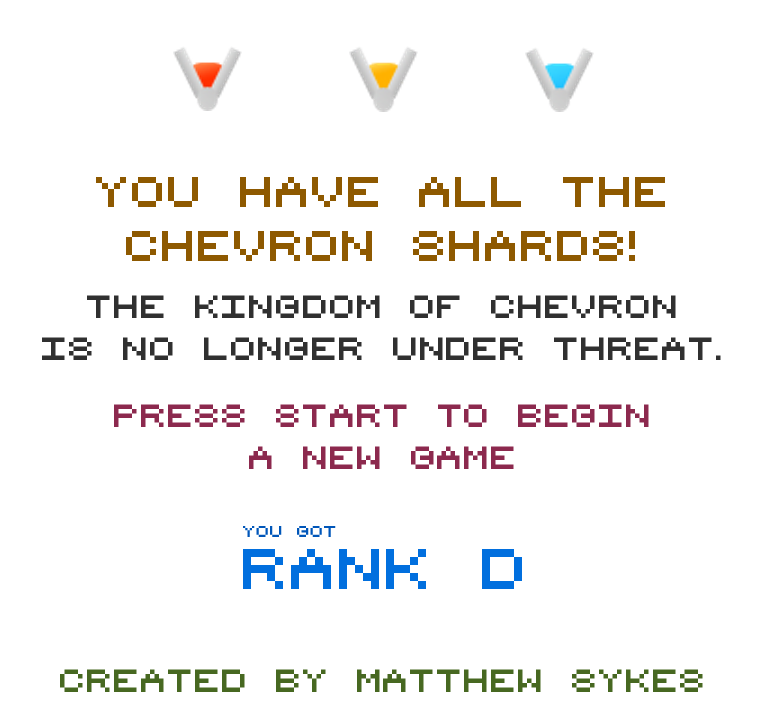 YOU HAVE ALL THE
CHEVRON SHARDS!
THE KINGDOM OF CHEVRON
IS NO LONGER UNDER THREAT.
PRESS START TO BEGIN
A NEW GAME
YOU GOT
RANK D
CREATED BY MATTHEW SYKES